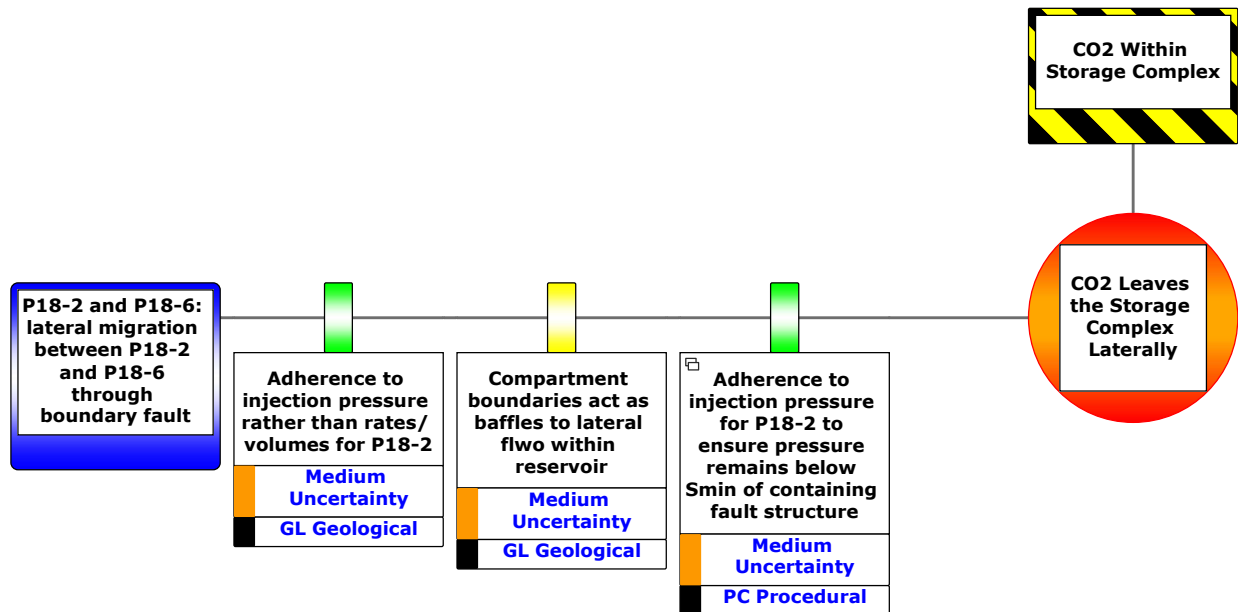 CO2 Within
Storage Complex
P18-2 and P18-6:
lateral migration
between P18-2
and P18-6
through
boundary fault
Adherence to
injection pressure
rather than rates/
volumes for P18-2
Medium
Uncertainty
GL Geological
Compartment
boundaries act as
baffles to lateral
flwo within
reservoir
Medium
Uncertainty
GL Geological
Adherence to
injection pressure
for P18-2 to
ensure pressure
remains below
Smin of containing
fault structure
Medium
Uncertainty
PC Procedural
CO2 Leaves
the Storage
Complex
Laterally